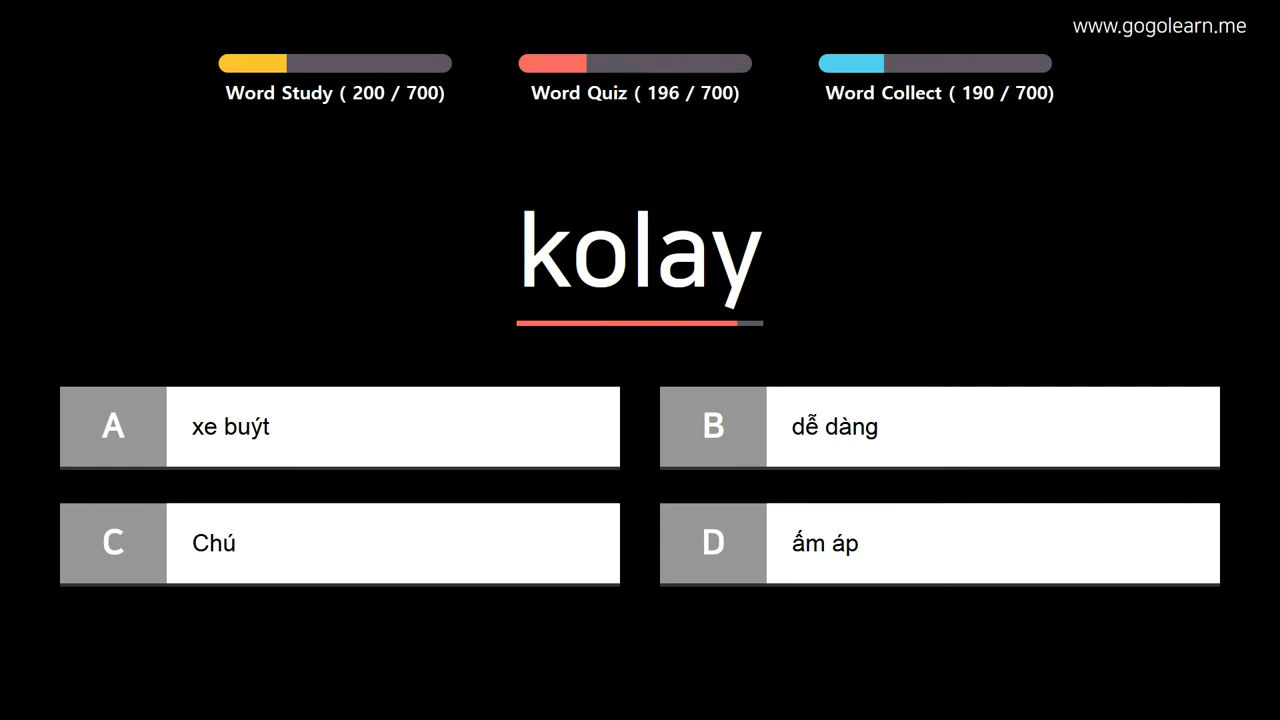 www.gogolearn.me
Word Study ( 200 / 700)
Word Quiz ( 196 / 700)
Word Collect ( 190 / 700)
kolay
A xe buýt
B dễ dàng
C Chú
D ấm áp